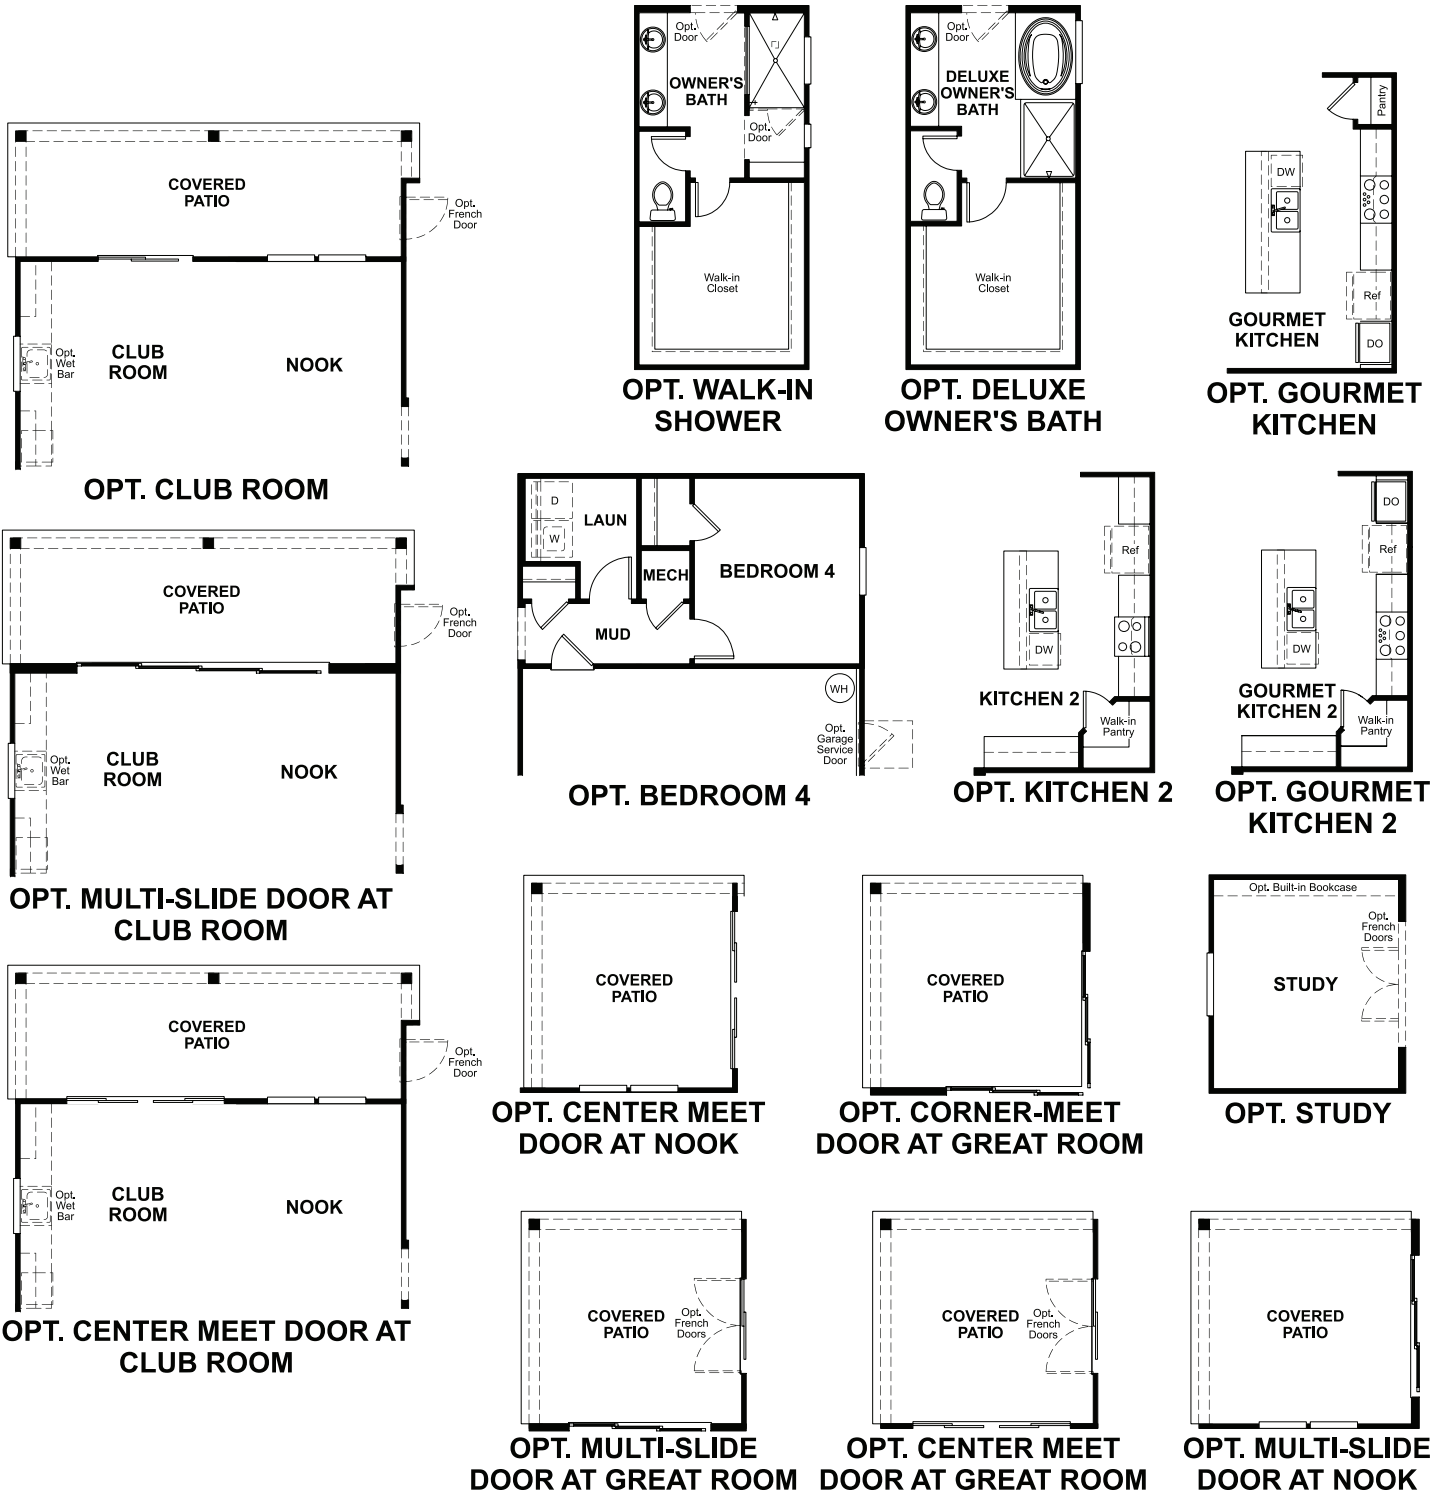 COVERED
PATIO
Opt.
French
Door
Opt.
Wet
Bar
CLUB
ROOM
NOOK
OPT. CLUB ROOM
COVERED
PATIO
Opt.
French
Door
Opt.
Wet
Bar
CLUB
ROOM
NOOK
OPT. MULTI-SLIDE DOOR AT
CLUB ROOM
COVERED
PATIO
Opt.
French
Door
Opt.
Wet
Bar
CLUB
ROOM
NOOK
OPT. CENTER MEET DOOR AT
CLUB ROOM
Opt.
Door
OWNER'S
BATH
Opt.
Door
Walk-in
Closet
OPT. WALK-IN
SHOWER
Opt.
Door
DELUXE
OWNER'S
BATH
Walk-in
Closet
OPT. DELUXE
OWNER'S BATH
Pantry
DW
Ref
GOURMET
KITCHEN
DO
OPT. GOURMET
KITCHEN
D
LAUN
W
MECH
BEDROOM 4
MUD
WH
Opt.
Garage
Service
Door
OPT. BEDROOM 4
Ref
DW
KITCHEN 2
Walk-in
Pantry
OPT. KITCHEN 2
DO
Ref
DW
GOURMET
KITCHEN 2
Walk-in
Pantry
OPT. GOURMET
KITCHEN 2
COVERED
PATIO
OPT. CENTER MEET
DOOR AT NOOK
COVERED
PATIO
OPT. CORNER-MEET
DOOR AT GREAT ROOM
Opt. Built-in Bookcase
Opt.
French
Doors
STUDY
OPT. STUDY
COVERED
PATIO
Opt.
French
Doors
OPT. MULTI-SLIDE
DOOR AT GREAT ROOM
COVERED
PATIO
Opt.
French
Doors
OPT. CENTER MEET
DOOR AT GREAT ROOM
COVERED
PATIO
OPT. MULTI-SLIDE
DOOR AT NOOK